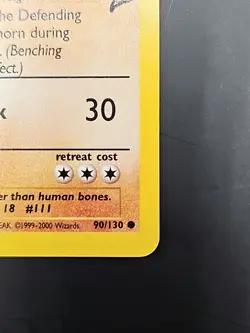 the Defending
horn during
. (Benching
fect.)
k 30
retreat cost
er than human bones.
18 #111
EAK. ©1999-2000 Wizards. 90/130 ●